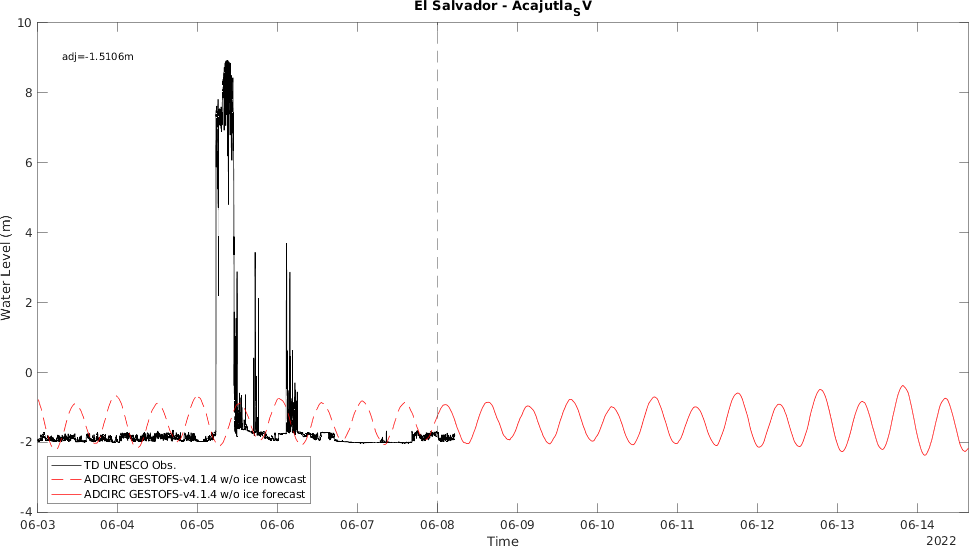 El Salvador - Acajutla_SV
adj=-1.5106m
10
8
6
4
2
0
-2
-4
Water Level (m)
TD UNESCO Obs.
ADCIRC GESTOFS-v4.1.4 w/o ice nowcast
ADCIRC GESTOFS-v4.1.4 w/o ice forecast
06-03 06-04 06-05 06-06 06-07 06-08 06-09 06-10 06-11 06-12 06-13 06-14
Time
2022